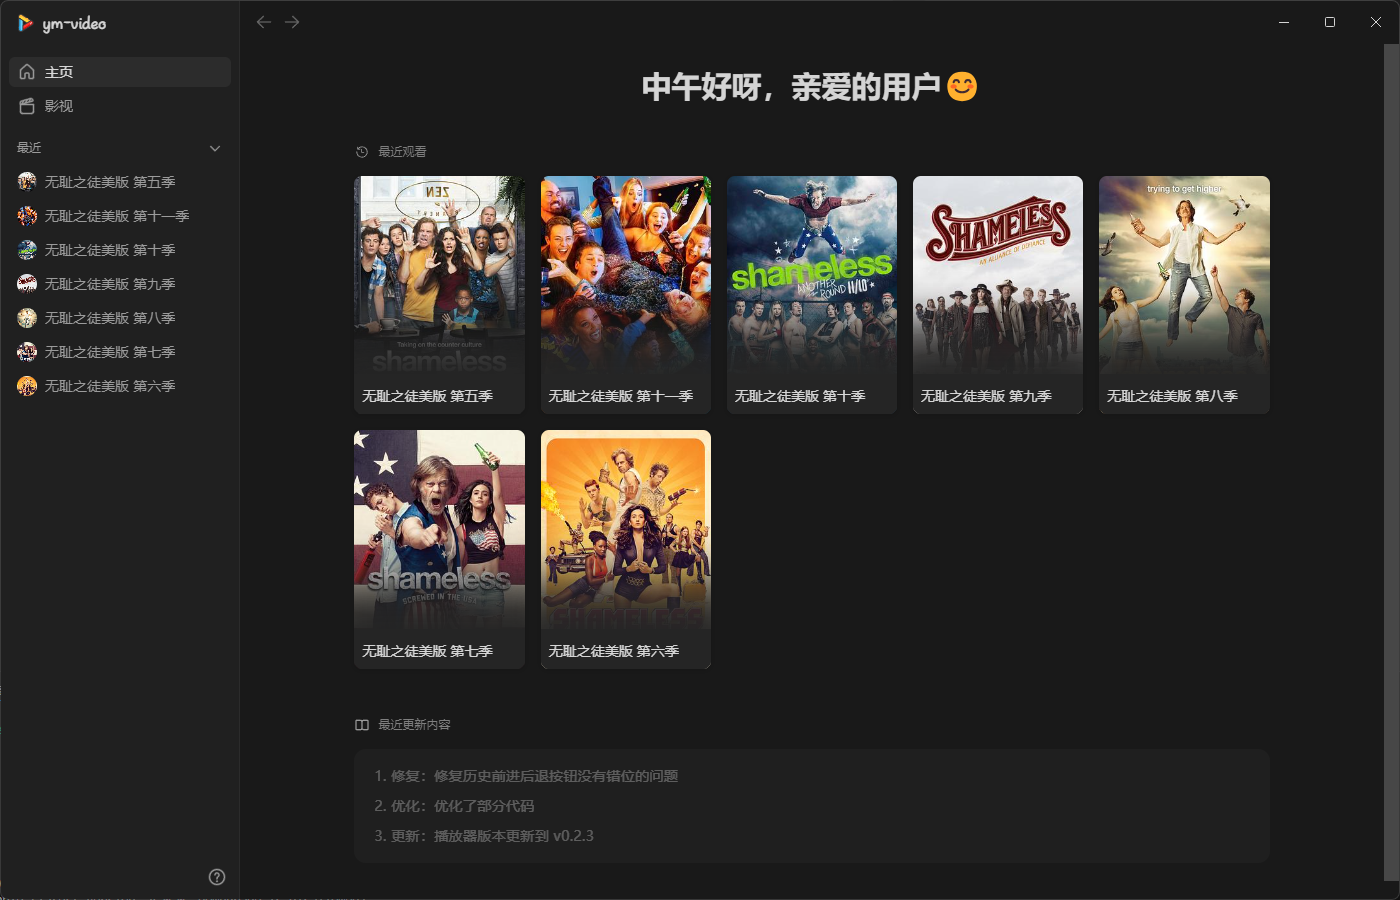 ym-video
主页
影视
最近
无耻之徒美版 第五季
无耻之徒美版 第十一季
无耻之徒美版 第十季
无耻之徒美版 第九季
无耻之徒美版 第八季
无耻之徒美版 第七季
无耻之徒美版 第六季
中午好呀，亲爱的用户😊
最近观看
ZEN
Taking on the counter culture
shameless
无耻之徒美版 第五季
无耻之徒美版 第十一季
shameless
ANOTHER ROUND 11/10
无耻之徒美版 第十季
SHAMELESS
AN ALLIANCE OF DEFIANCE
无耻之徒美版 第九季
trying to get higher
无耻之徒美版 第八季
shameless
SCREWED IN THE USA
无耻之徒美版 第七季
SHAMELESS
无耻之徒美版 第六季
最近更新内容
1. 修复：修复历史前进后退按钮没有错位的问题
2. 优化：优化了部分代码
3. 更新：播放器版本更新到 v0.2.3